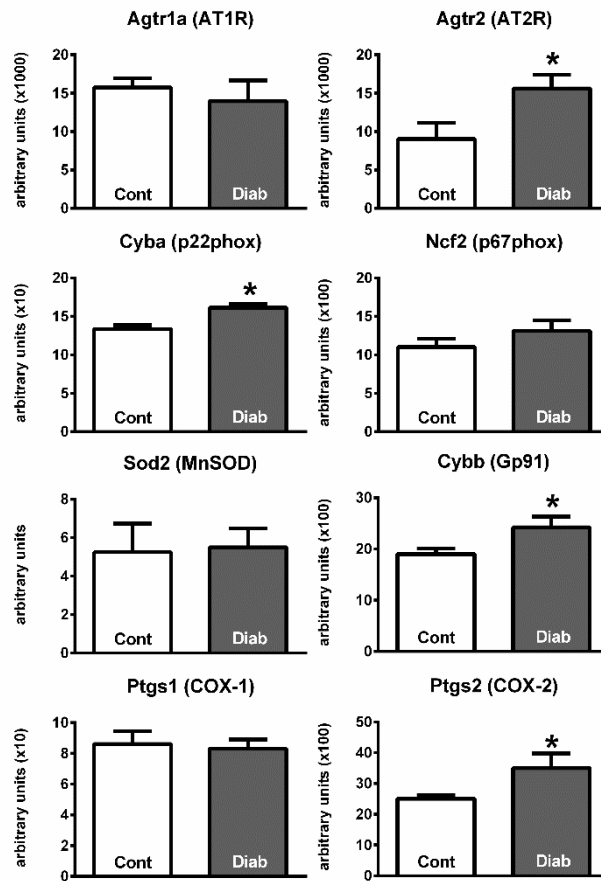 Agtr1a (AT1R)
arbitrary units (x1000)
20
15
10
5
0
Cont
Diab
Agtr2 (AT2R)
arbitrary units (x1000)
20
15
10
5
0
*
Cont
Diab
Cyba (p22phox)
arbitrary units (x10)
20
15
10
5
0
*
Cont
Diab
Ncf2 (p67phox)
arbitrary units (x100)
20
15
10
5
0
Cont
Diab
Sod2 (MnSOD)
arbitrary units
8
6
4
2
0
Cont
Diab
Cybb (Gp91)
arbitrary units (x100)
30
20
10
0
*
Cont
Diab
Ptgs1 (COX-1)
arbitrary units (x10)
10
8
6
4
2
0
Cont
Diab
Ptgs2 (COX-2)
arbitrary units (x100)
50
40
30
20
10
0
*
Cont
Diab